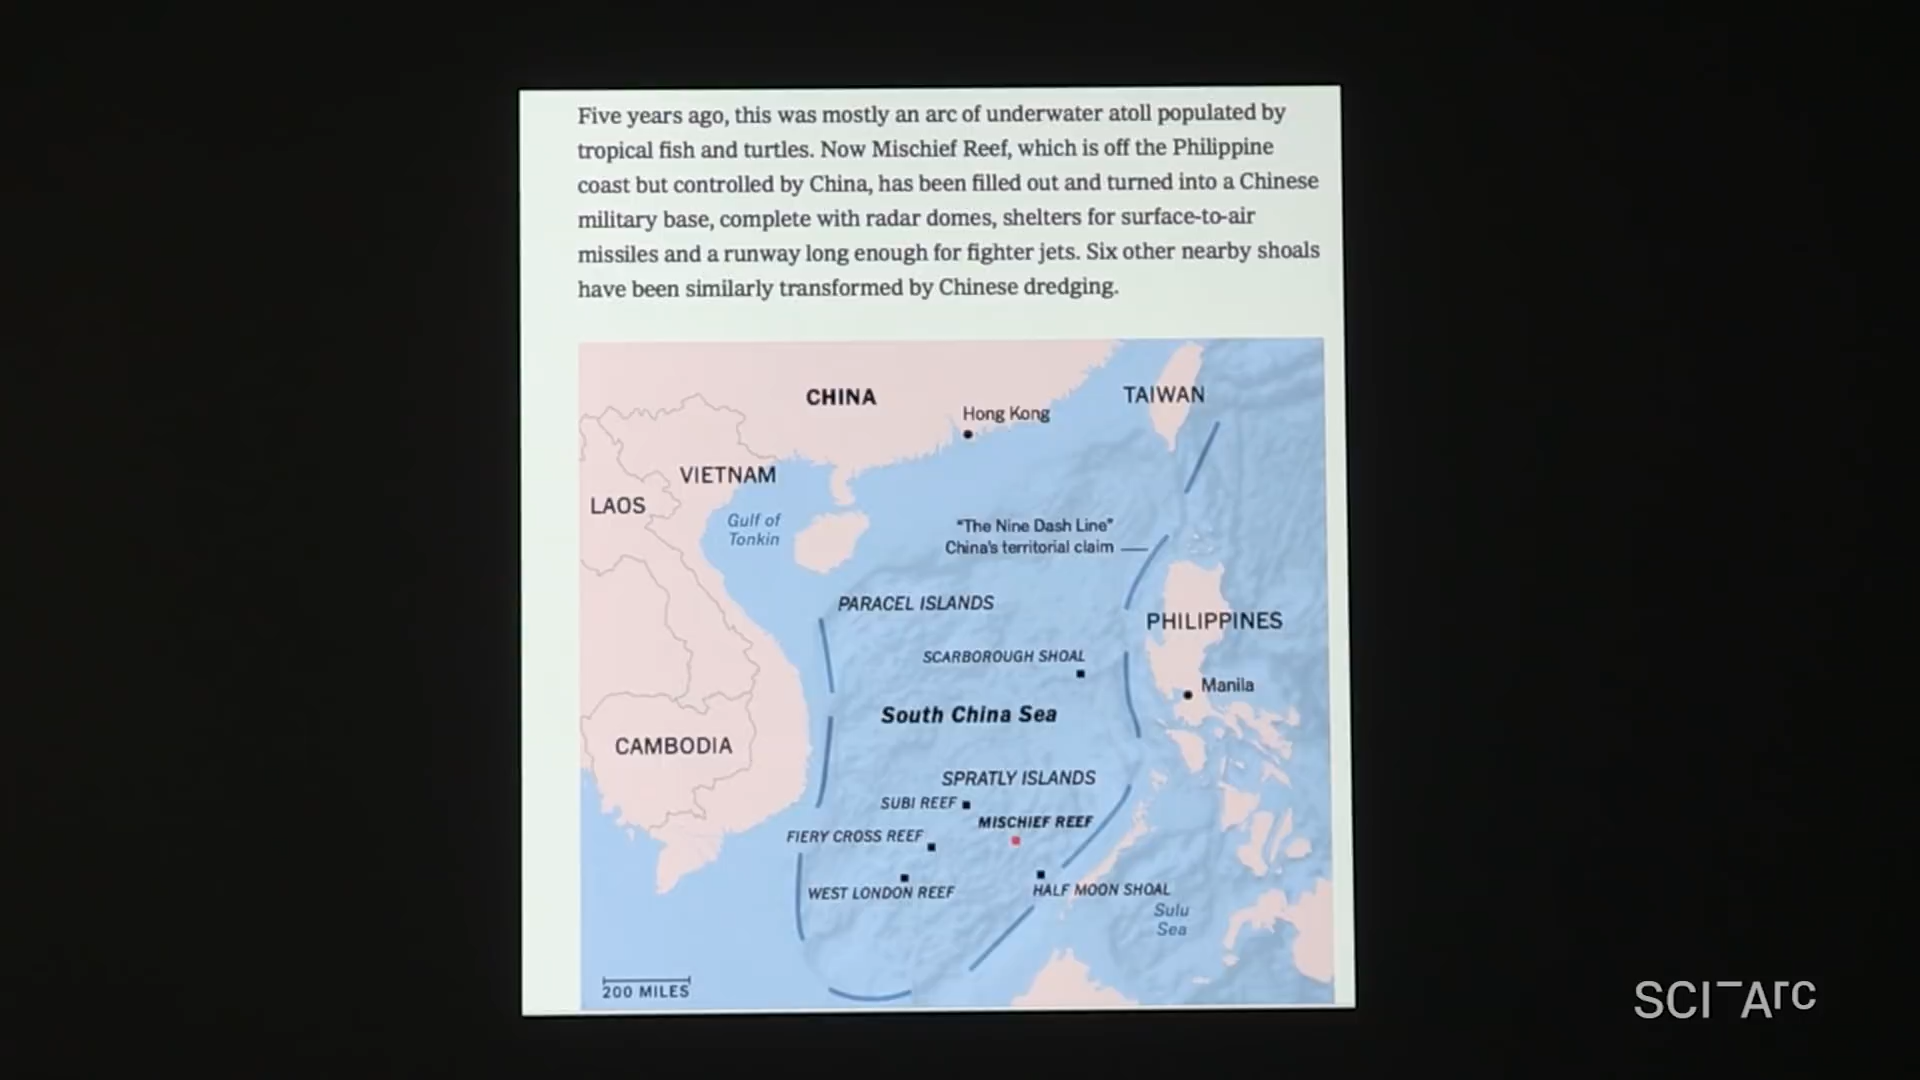 Five years ago, this was mostly an arc of underwater atoll populated by
tropical fish and turtles. Now Mischief Reef, which is off the Philippine
coast but controlled by China, has been filled out and turned into a Chinese
military base, complete with radar domes, shelters for surface-to-air
missiles and a runway long enough for fighter jets. Six other nearby shoals
have been similarly transformed by Chinese dredging.
CHINA
TAIWAN
Hong Kong
VIETNAM
LAOS
Gulf of
Tonkin
"The Nine Dash Line"
China's territorial claim
PARACEL ISLANDS
PHILIPPINES
SCARBOROUGH SHOAL
Manila
South China Sea
CAMBODIA
SPRATLY ISLANDS
SUBI REEF
MISCHIEF REEF
FIERY CROSS REEF
WEST LONDON REEF
HALF MOON SHOAL
Sulu
Sea
200 MILES
SCI-Arc